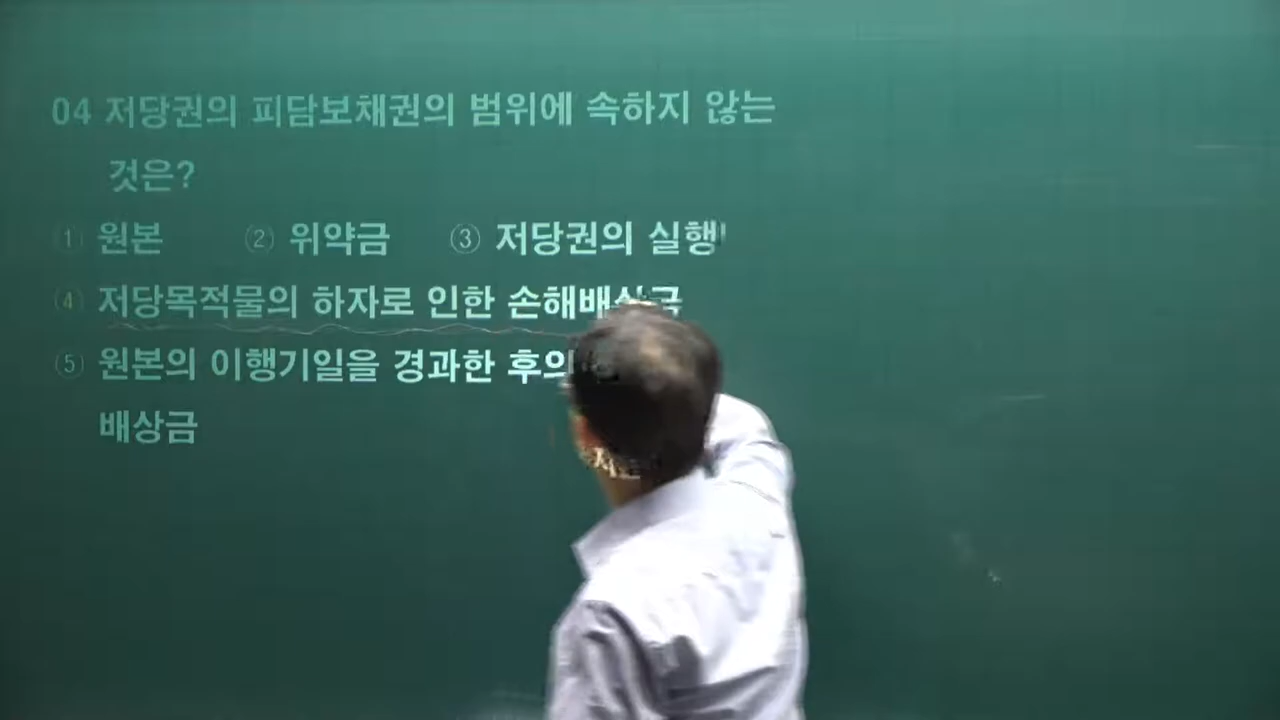 04 저당권의 피담보채권의 범위에 속하지 않는
것은?
① 원본 ② 위약금 ③ 저당권의 실행
④ 저당목적물의 하자로 인한 손해배상금
⑤ 원본의 이행기일을 경과한 후의
배상금